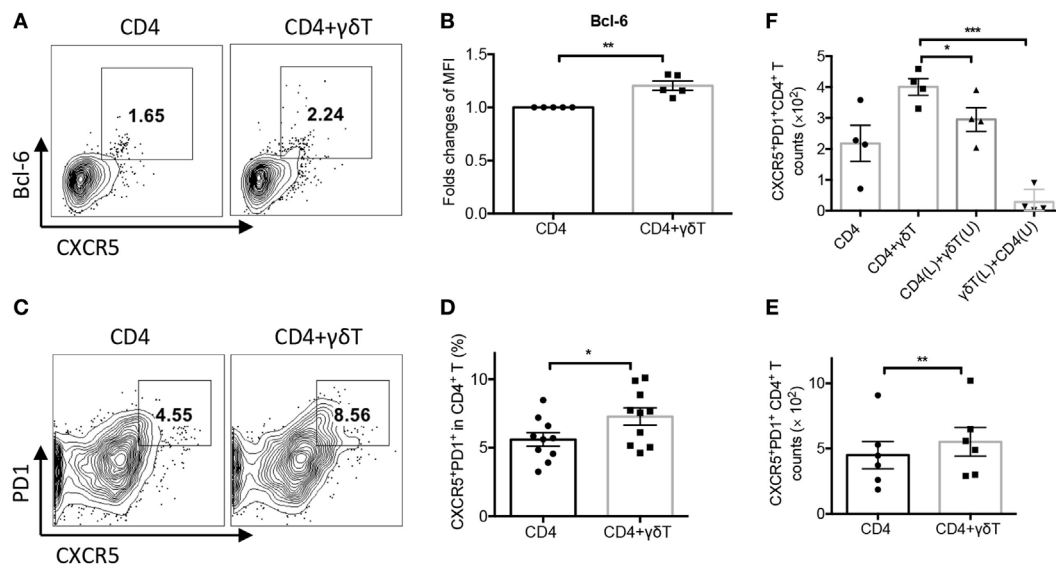 A
CD4
CD4+γδT
1.65
2.24
Bcl-6
CXCR5
B
Bcl-6
**
Folds changes of MFI
1.5
1.0
0.5
0.0
CD4
CD4+γδT
F
***
*
CXCR5⁺PD1⁺CD4⁺ T
counts (×10²)
5
4
3
2
1
0
CD4
CD4+γδT
CD4(L)+γδT(U)
γδT(L)+CD4(U)
C
CD4
CD4+γδT
4.55
8.56
PD1
CXCR5
D
*
CXCR5⁺PD1⁺ in CD4⁺ T (%)
10
5
0
CD4
CD4+γδT
E
**
CXCR5⁺PD1⁺ CD4⁺ T
counts (× 10²)
10
5
0
CD4
CD4+γδT